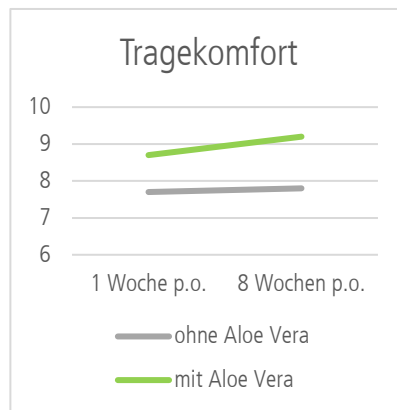 Tragekomfort
10
9
8
7
6
1 Woche p.o. 8 Wochen p.o.
ohne Aloe Vera
mit Aloe Vera